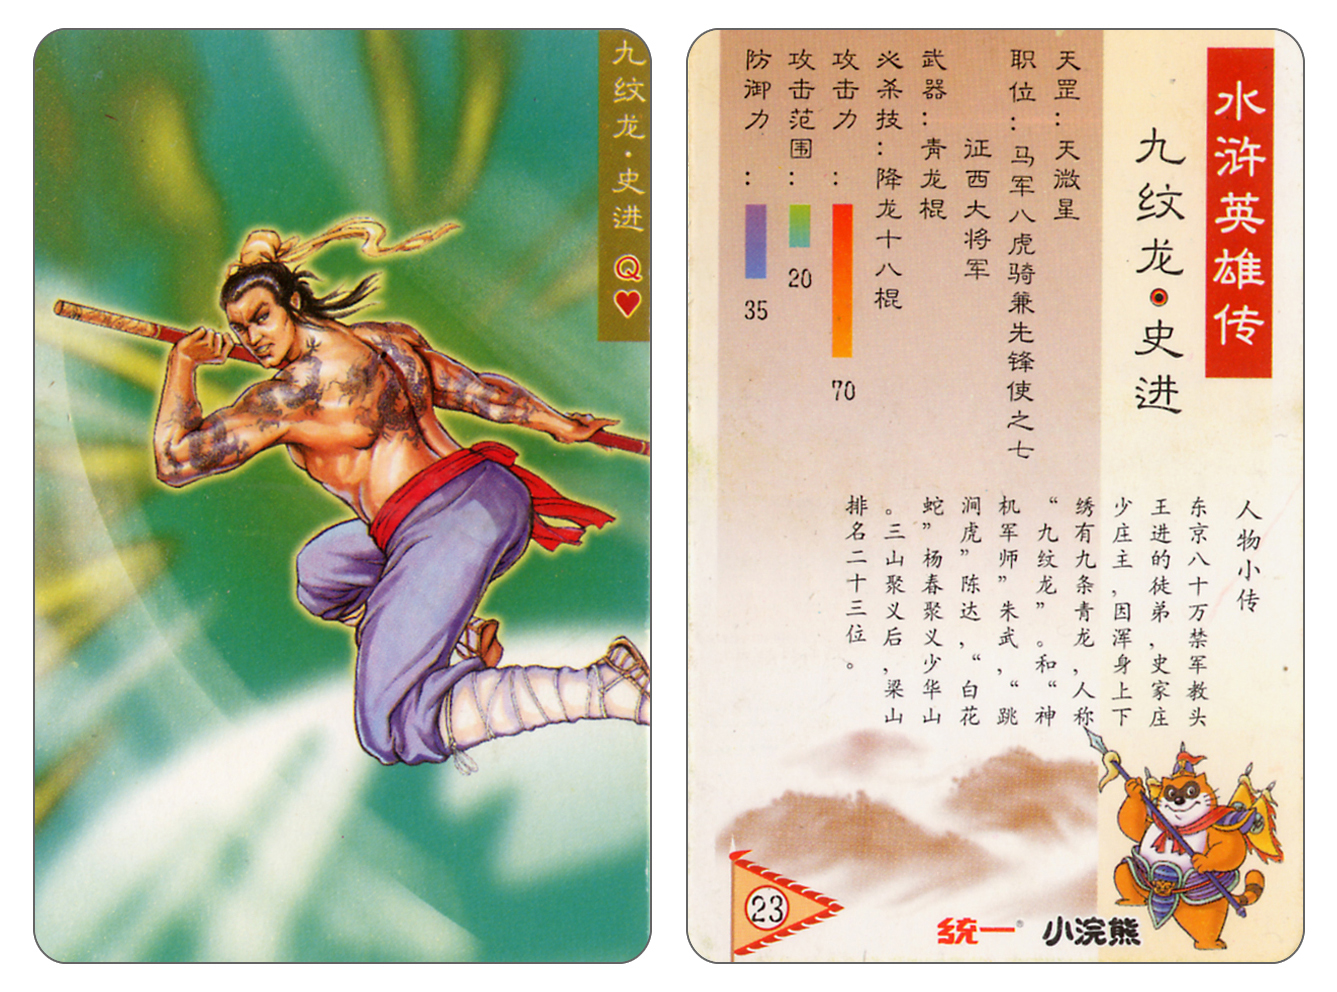 九纹龙·史进
Q
水浒英雄传
九纹龙·史进
天罡:天微星
职位:马军八虎骑兼先锋使之七
征西大将军
武器:青龙棍
必杀技:降龙十八棍
攻击力:
70
攻击范围:
20
防御力:
35
人物小传
东京八十万禁军教头
王进的徒弟,史家庄
少庄主,因浑身上下
绣有九条青龙,人称
“九纹龙”。和“神
机军师”朱武,“跳
涧虎”陈达,“白花
蛇”杨春聚义少华山
。三山聚义后,梁山
排名二十三位。
23
统一® 小浣熊